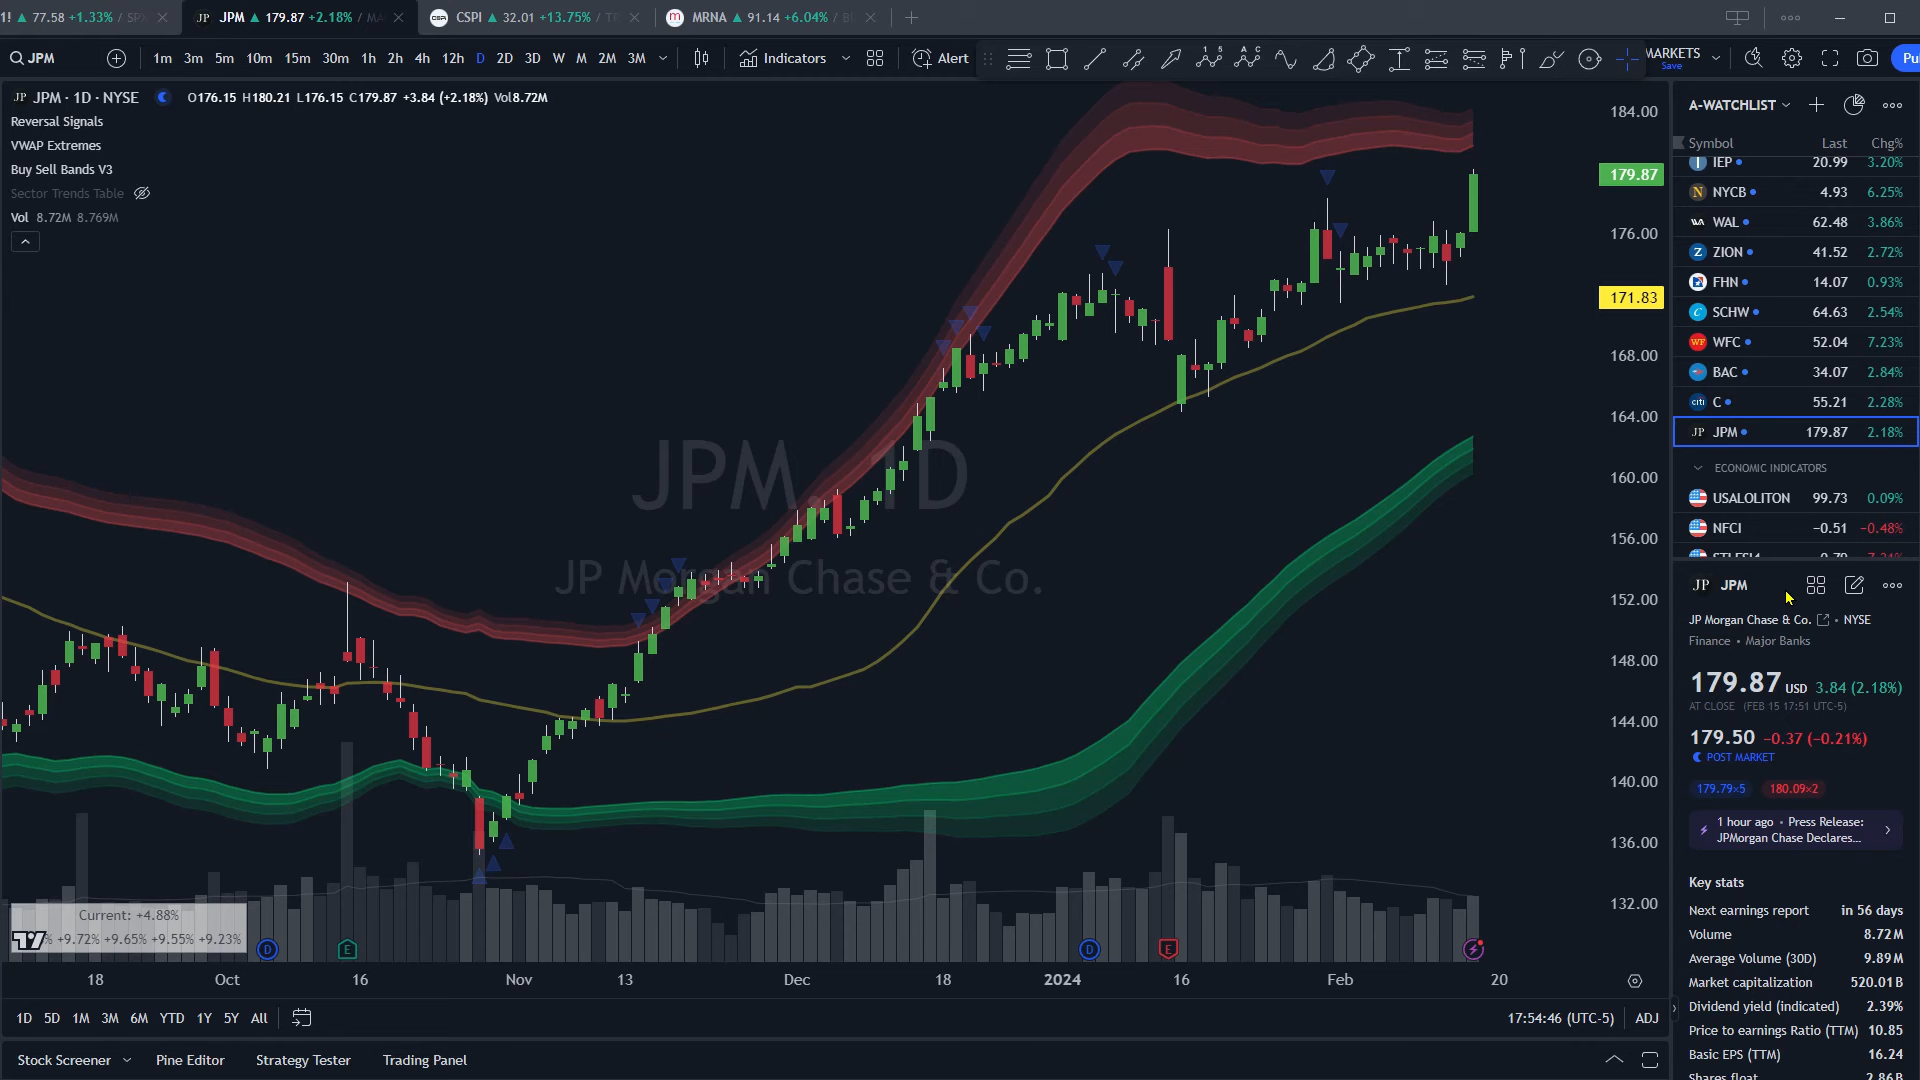 77.58 +1.33% / SPX
JPM 179.87 +2.18% / MA
CSPI 32.01 +13.75% / TR
MRNA 91.14 +6.04%
JPM
1m 3m 5m 10m 15m 30m 1h 2h 4h 12h D 2D 3D W M 2M 3M
Indicators
Alert
MARKETS
Save
JP JPM · 1D · NYSE
O176.15 H180.21 L176.15 C179.87 +3.84 (+2.18%) Vol8.72M
Reversal Signals
VWAP Extremes
Buy Sell Bands V3
Sector Trends Table
Vol 8.72M 8.769M
JPM, 1D
JP Morgan Chase & Co.
184.00
179.87
176.00
171.83
168.00
164.00
160.00
156.00
152.00
148.00
144.00
140.00
136.00
132.00
Current: +4.88%
% +9.72% +9.65% +9.55% +9.23%
D E D E
18 Oct 16 Nov 13 Dec 18 2024 16 Feb 20
1D 5D 1M 3M 6M YTD 1Y 5Y All
17:54:46 (UTC-5) ADJ
Stock Screener Pine Editor Strategy Tester Trading Panel
A-WATCHLIST
Symbol Last Chg%
IEP 20.99 3.20%
NYCB 4.93 6.25%
WAL 62.48 3.86%
ZION 41.52 2.72%
FHN 14.07 0.93%
SCHW 64.63 2.54%
WFC 52.04 7.23%
BAC 34.07 2.84%
citi C 55.21 2.28%
JP JPM 179.87 2.18%
ECONOMIC INDICATORS
USALOLITON 99.73 0.09%
NFCI −0.51 −0.48%
JP JPM
JP Morgan Chase & Co. • NYSE
Finance • Major Banks
179.87 USD 3.84 (2.18%)
AT CLOSE (FEB 15 17:51 UTC-5)
179.50 −0.37 (−0.21%)
POST MARKET
179.79×5 180.09×2
1 hour ago • Press Release:
JPMorgan Chase Declares...
Key stats
Next earnings report in 56 days
Volume 8.72M
Average Volume (30D) 9.89M
Market capitalization 520.01B
Dividend yield (indicated) 2.39%
Price to earnings Ratio (TTM) 10.85
Basic EPS (TTM) 16.24
Shares float 2.86B